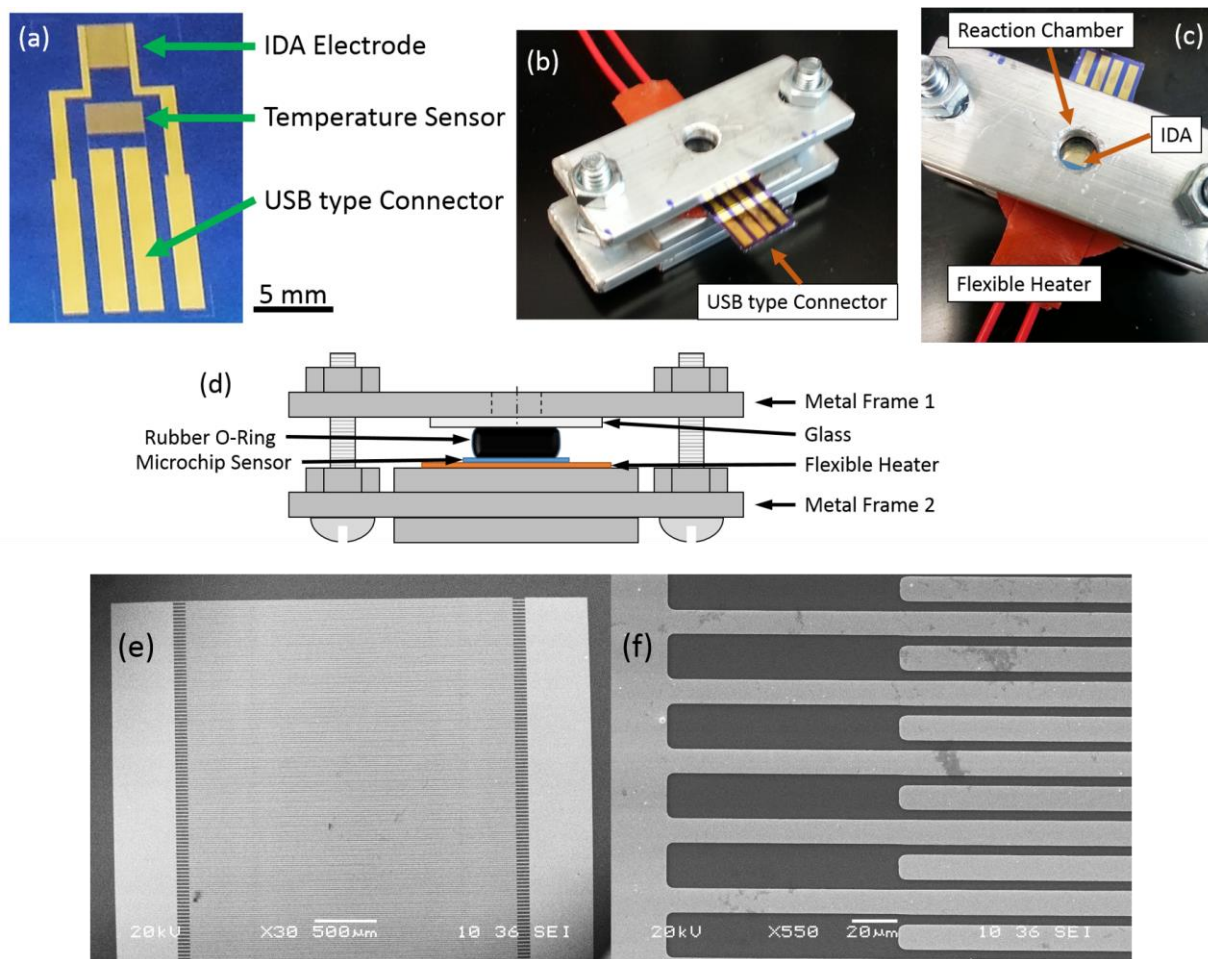 (a)
IDA Electrode
Temperature Sensor
USB type Connector
5 mm
(b)
USB type Connector
(c)
Reaction Chamber
IDA
Flexible Heater
(d)
Metal Frame 1
Rubber O-Ring
Glass
Microchip Sensor
Flexible Heater
Metal Frame 2
(e)
20kV X30 500μm 10 36 SEI
(f)
20kV X550 20μm 10 36 SEI